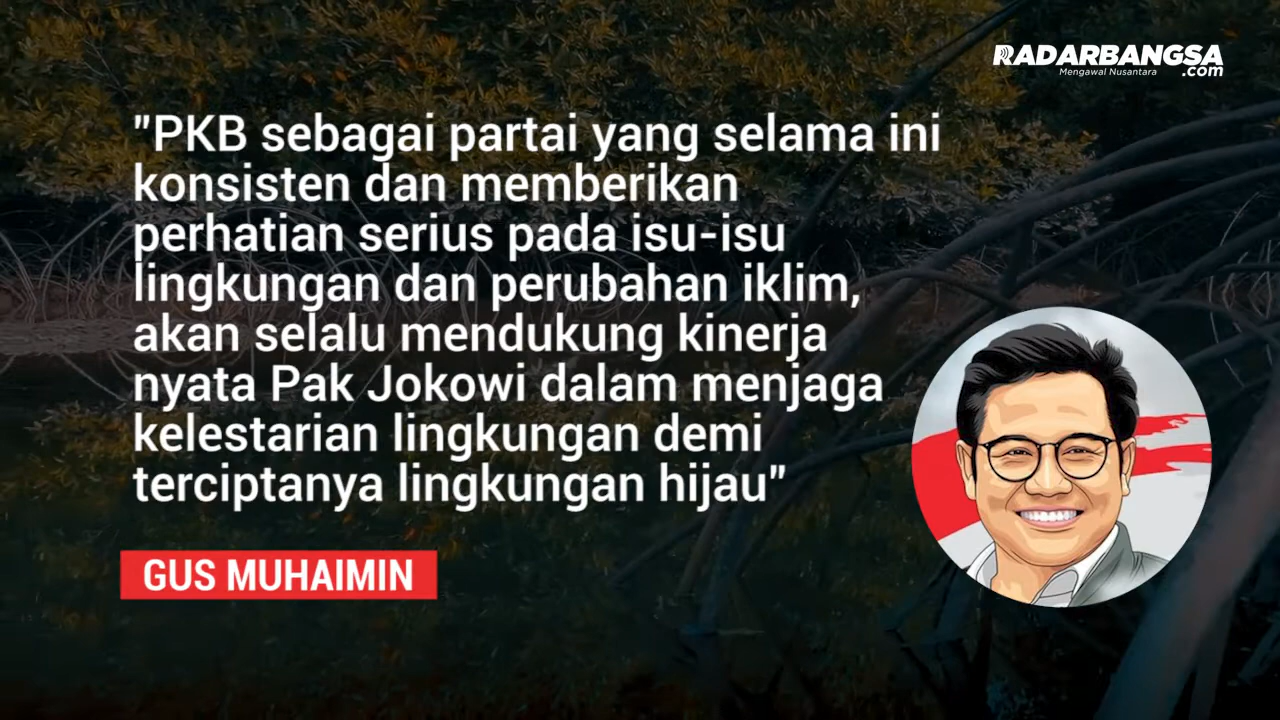 RADARBANGSA
Mengawal Nusantara
.com
"PKB sebagai partai yang selama ini
konsisten dan memberikan
perhatian serius pada isu-isu
lingkungan dan perubahan iklim,
akan selalu mendukung kinerja
nyata Pak Jokowi dalam menjaga
kelestarian lingkungan demi
terciptanya lingkungan hijau"
GUS MUHAIMIN